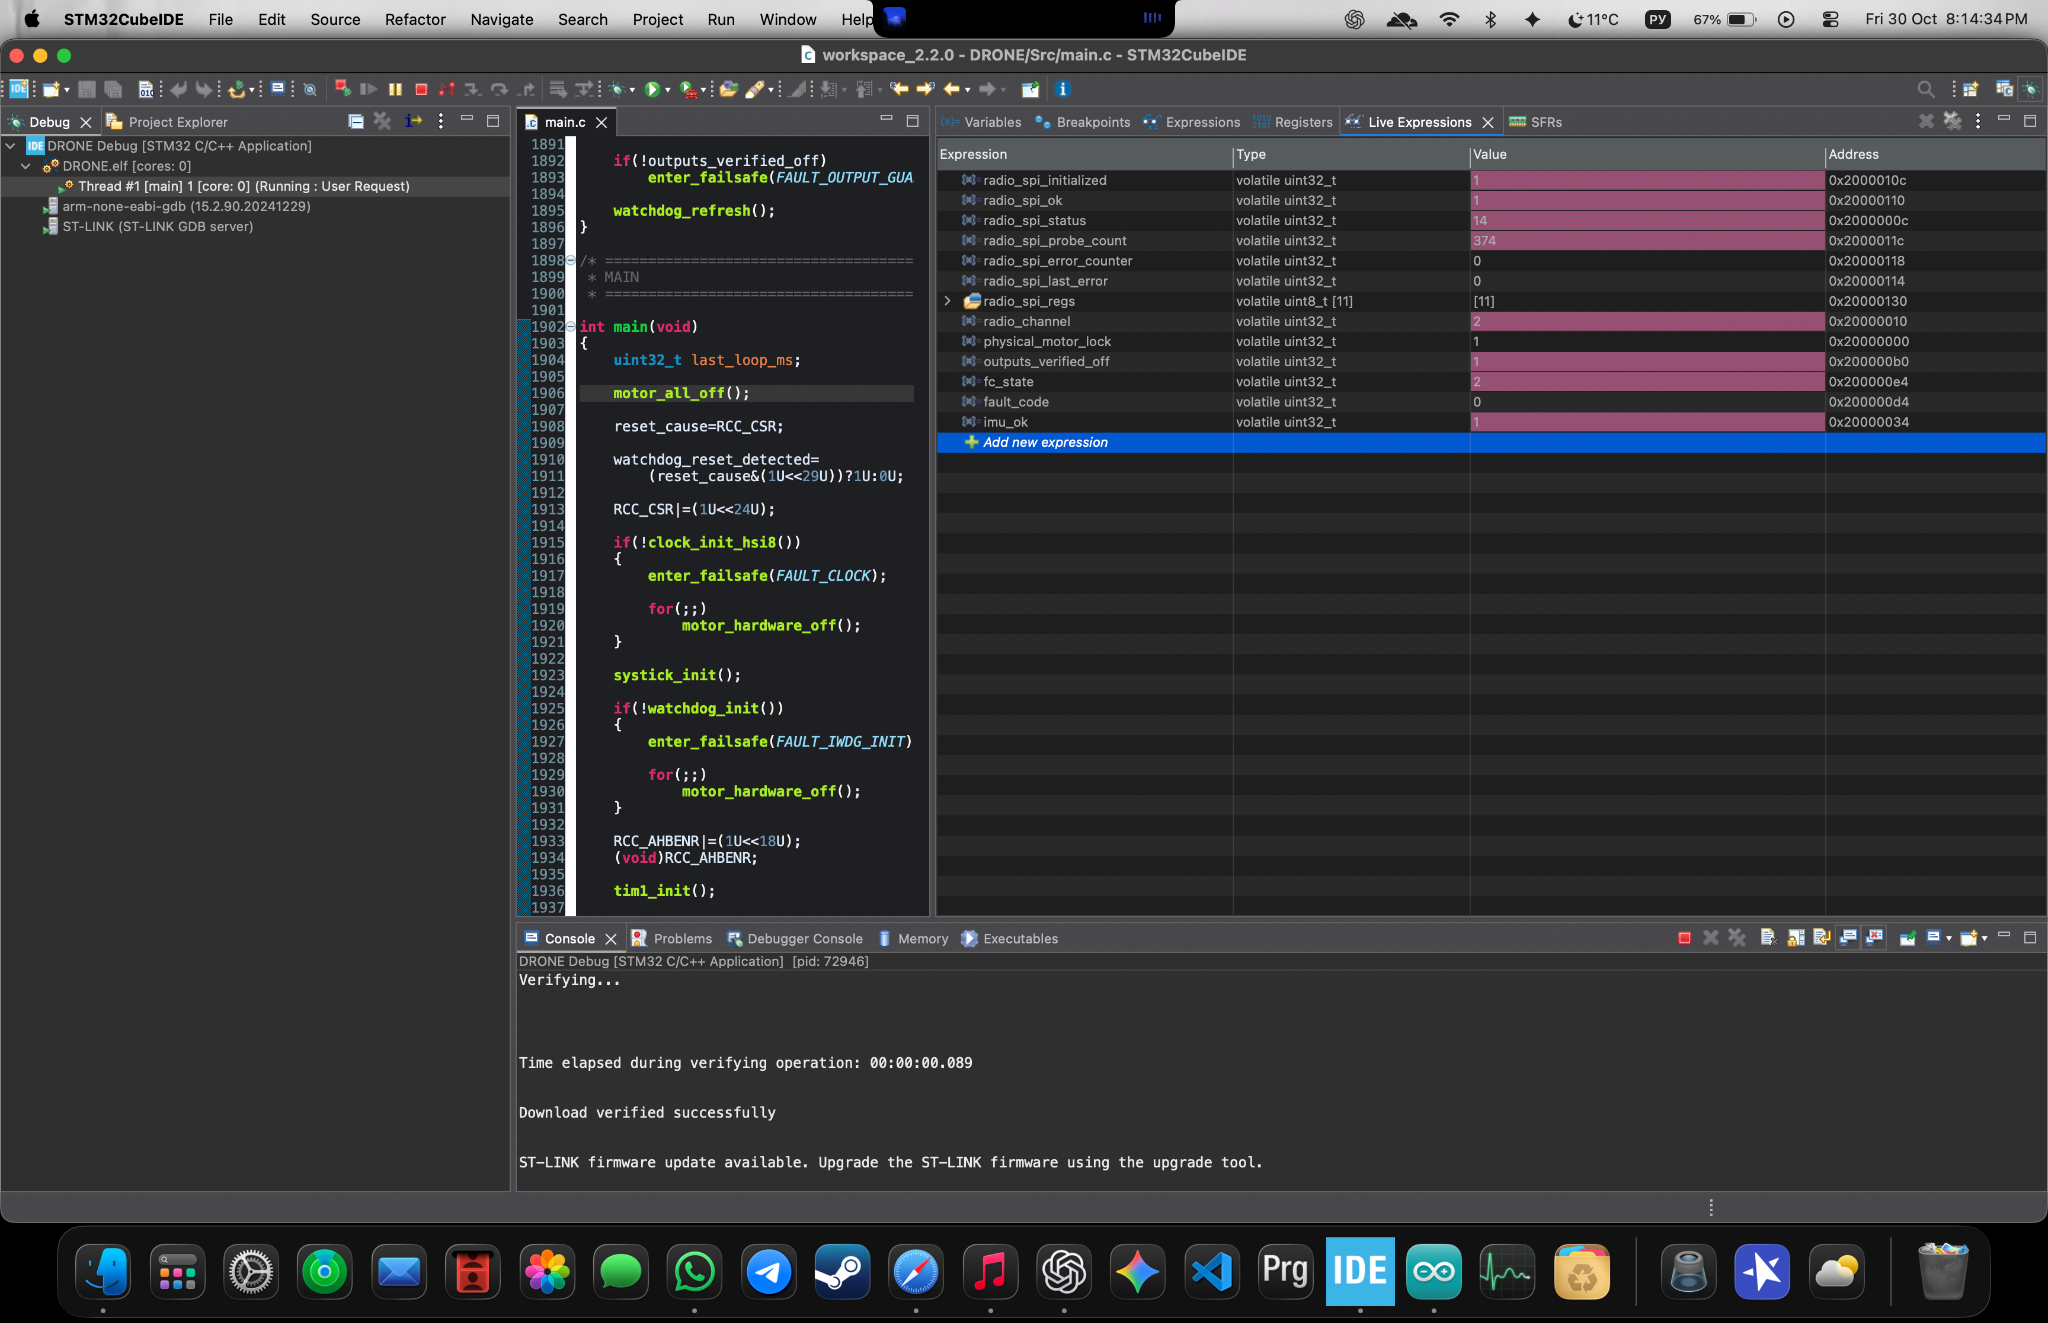 STM32CubeIDE File Edit Source Refactor Navigate Search Project Run Window Help 11°C РУ 67% Fri 30 Oct 8:14:34 PM
workspace_2.2.0 - DRONE/Src/main.c - STM32CubeIDE
Debug Project Explorer
DRONE Debug [STM32 C/C++ Application]
DRONE.elf [cores: 0]
Thread #1 [main] 1 [core: 0] (Running : User Request)
arm-none-eabi-gdb (15.2.90.20241229)
ST-LINK (ST-LINK GDB server)
main.c
1891
1892 if(!outputs_verified_off)
1893 enter_failsafe(FAULT_OUTPUT_GUA
1894
1895 watchdog_refresh();
1896 }
1897
1898 /* ====================================
1899 * MAIN
1900 * ====================================
1901
1902 int main(void)
1903 {
1904 uint32_t last_loop_ms;
1905
1906 motor_all_off();
1907
1908 reset_cause=RCC_CSR;
1909
1910 watchdog_reset_detected=
1911 (reset_cause&(1U<<29U))?1U:0U;
1912
1913 RCC_CSR|=(1U<<24U);
1914
1915 if(!clock_init_hsi8())
1916 {
1917 enter_failsafe(FAULT_CLOCK);
1918
1919 for(;;)
1920 motor_hardware_off();
1921 }
1922
1923 systick_init();
1924
1925 if(!watchdog_init())
1926 {
1927 enter_failsafe(FAULT_IWDG_INIT)
1928
1929 for(;;)
1930 motor_hardware_off();
1931 }
1932
1933 RCC_AHBENR|=(1U<<18U);
1934 (void)RCC_AHBENR;
1935
1936 tim1_init();
1937
Variables Breakpoints Expressions Registers Live Expressions SFRs
Expression Type Value Address
radio_spi_initialized volatile uint32_t 1 0x2000010c
radio_spi_ok volatile uint32_t 1 0x20000110
radio_spi_status volatile uint32_t 14 0x2000000c
radio_spi_probe_count volatile uint32_t 374 0x2000011c
radio_spi_error_counter volatile uint32_t 0 0x20000118
radio_spi_last_error volatile uint32_t 0 0x20000114
radio_spi_regs volatile uint8_t [11] [11] 0x20000130
radio_channel volatile uint32_t 2 0x20000010
physical_motor_lock volatile uint32_t 1 0x20000000
outputs_verified_off volatile uint32_t 1 0x200000b0
fc_state volatile uint32_t 2 0x200000e4
fault_code volatile uint32_t 0 0x200000d4
imu_ok volatile uint32_t 1 0x20000034
Add new expression
Console Problems Debugger Console Memory Executables
DRONE Debug [STM32 C/C++ Application] [pid: 72946]
Verifying...
Time elapsed during verifying operation: 00:00:00.089
Download verified successfully
ST-LINK firmware update available. Upgrade the ST-LINK firmware using the upgrade tool.
Prg IDE